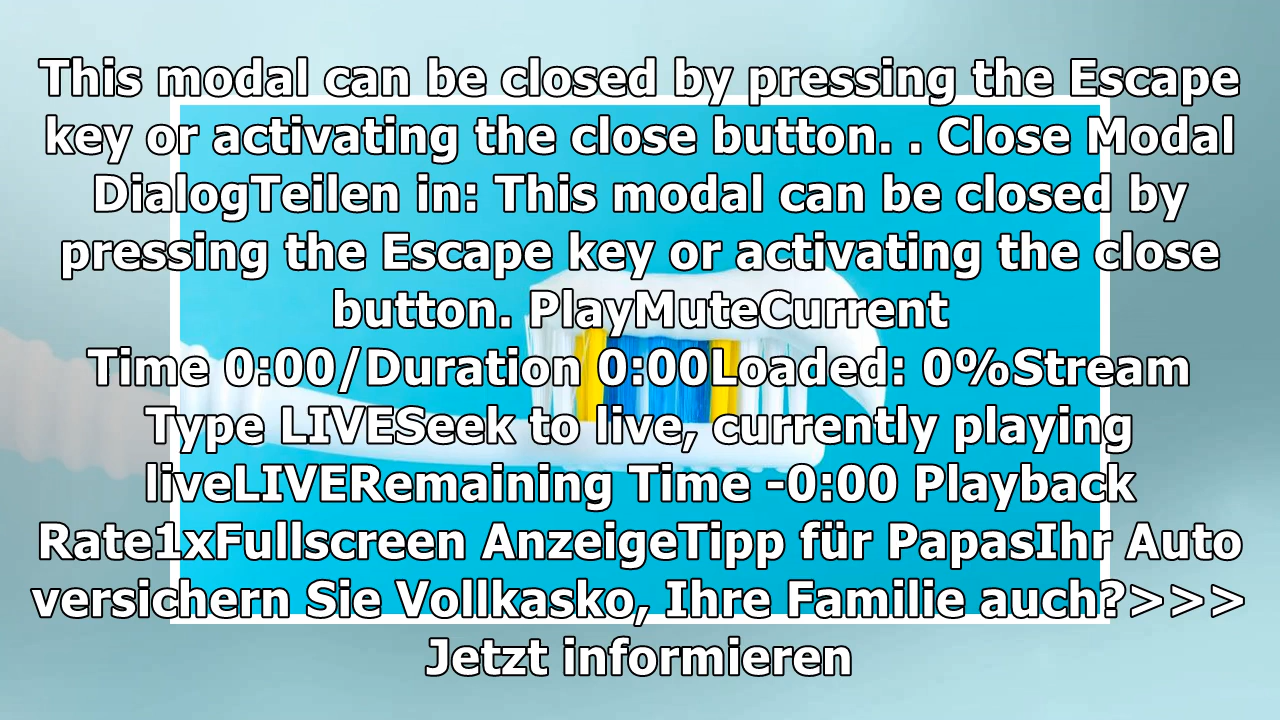 This modal can be closed by pressing the Escape
key or activating the close button. . Close Modal
DialogTeilen in: This modal can be closed by
pressing the Escape key or activating the close
button. PlayMuteCurrent
Time 0:00/Duration 0:00Loaded: 0%Stream
Type LIVESeek to live, currently playing
liveLIVERemaining Time -0:00 Playback
Rate1xFullscreen AnzeigeTipp für PapasIhr Auto
versichern Sie Vollkasko, Ihre Familie auch?>>>
Jetzt informieren